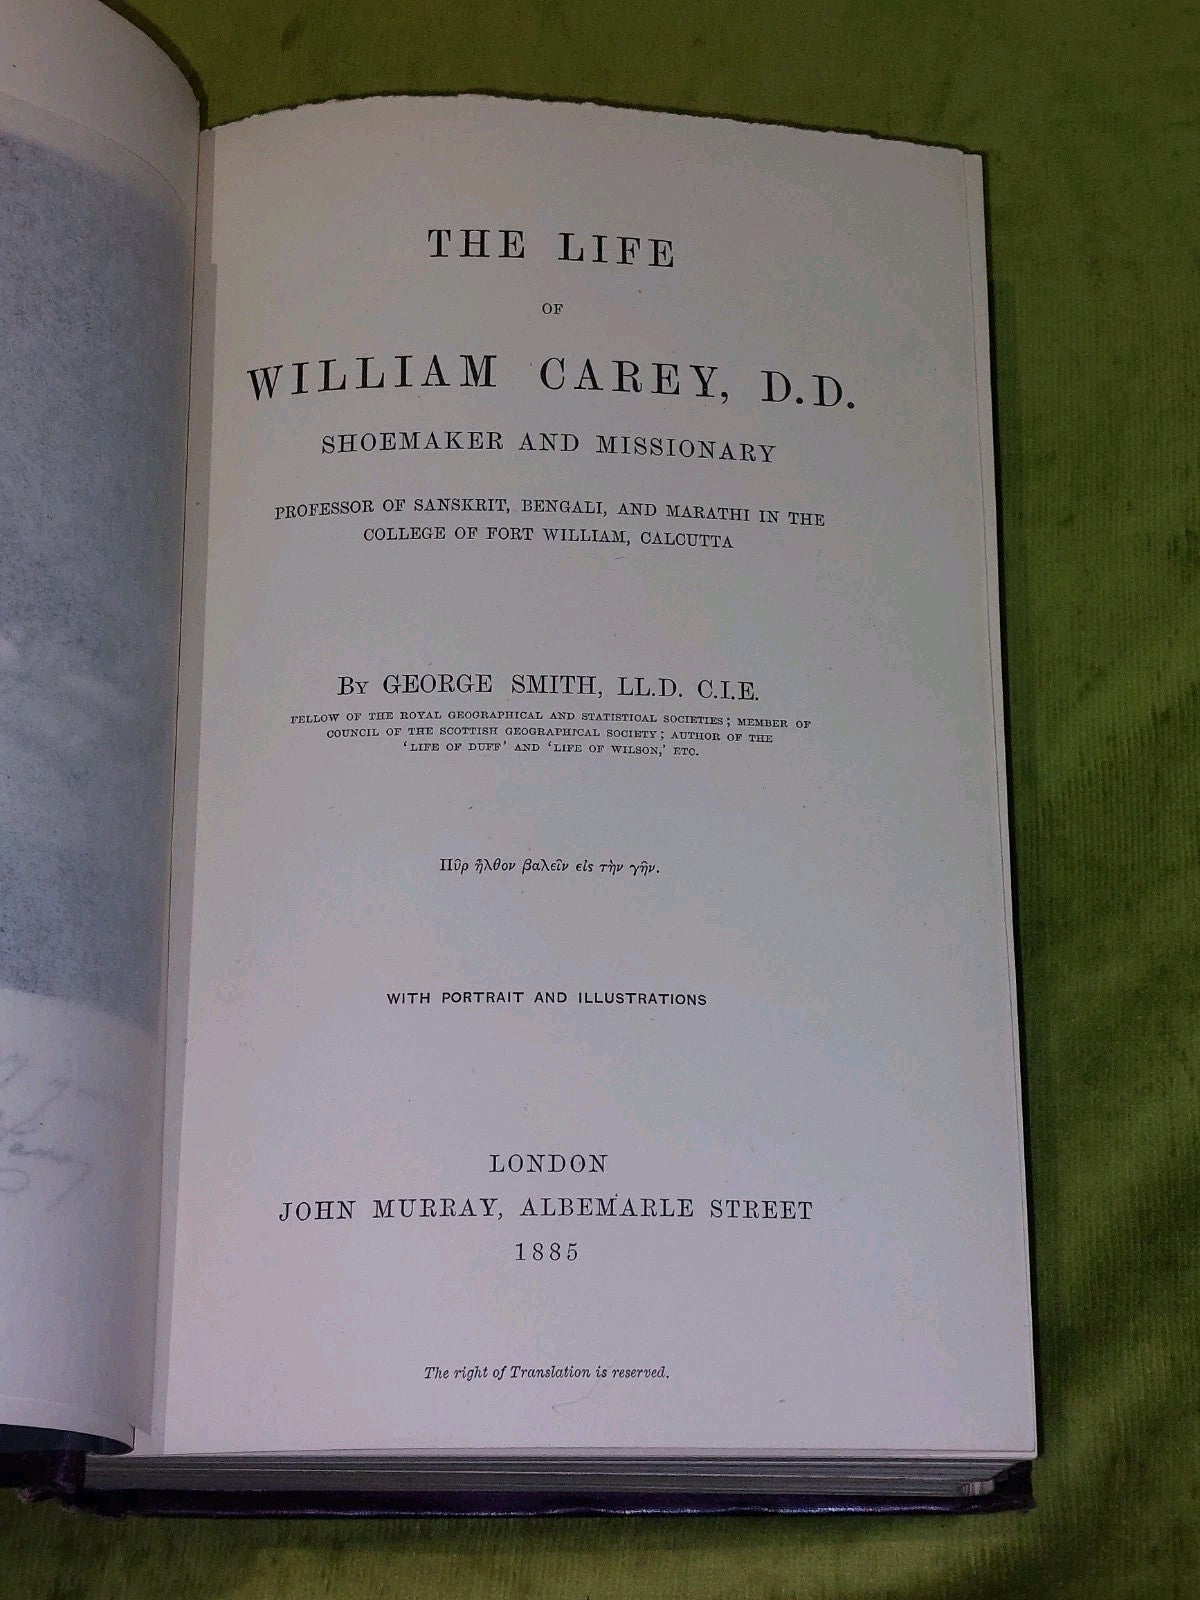 THE LIFE
OF
WILLIAM CAREY, D.D.
SHOEMAKER AND MISSIONARY
PROFESSOR OF SANSKRIT, BENGALI, AND MARATHI IN THE
COLLEGE OF FORT WILLIAM, CALCUTTA
BY GEORGE SMITH, LL.D. C.I.E.
FELLOW OF THE ROYAL GEOGRAPHICAL AND STATISTICAL SOCIETIES; MEMBER OF
COUNCIL OF THE SCOTTISH GEOGRAPHICAL SOCIETY; AUTHOR OF THE
'LIFE OF DUFF' AND 'LIFE OF WILSON,' ETC.
Πῦρ ἦλθον βαλεῖν εἰς τὴν γῆν.
WITH PORTRAIT AND ILLUSTRATIONS
LONDON
JOHN MURRAY, ALBEMARLE STREET
1885
The right of Translation is reserved.